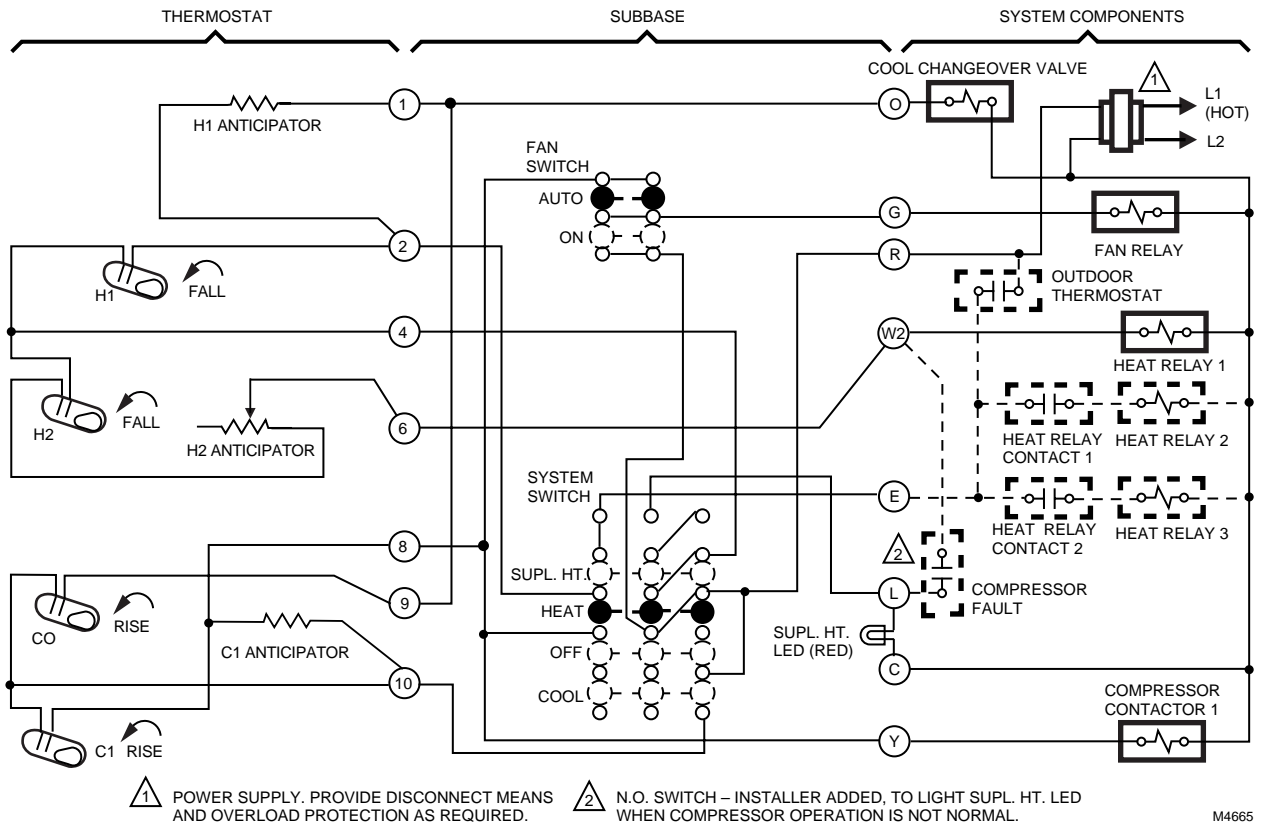 THERMOSTAT
SUBBASE
SYSTEM COMPONENTS
COOL CHANGEOVER VALVE
1
L1
(HOT)
L2
H1 ANTICIPATOR
1
O
FAN
SWITCH
AUTO
ON
G
FAN RELAY
2
R
H1
FALL
OUTDOOR
THERMOSTAT
4
W2
HEAT RELAY 1
H2
FALL
H2 ANTICIPATOR
6
HEAT RELAY
CONTACT 1
HEAT RELAY 2
SYSTEM
SWITCH
E
HEAT RELAY
CONTACT 2
HEAT RELAY 3
8
2
SUPL. HT.
COMPRESSOR
FAULT
9
L
HEAT
CO
RISE
C1 ANTICIPATOR
SUPL. HT.
LED (RED)
OFF
10
C
COOL
COMPRESSOR
CONTACTOR 1
C1
RISE
Y
1
POWER SUPPLY. PROVIDE DISCONNECT MEANS
AND OVERLOAD PROTECTION AS REQUIRED.
2
N.O. SWITCH – INSTALLER ADDED, TO LIGHT SUPL. HT. LED
WHEN COMPRESSOR OPERATION IS NOT NORMAL.
M4665